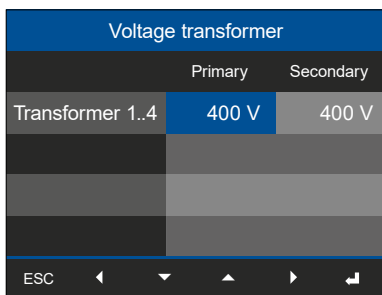 Voltage transformer
Primary Secondary
Transformer 1..4 400 V 400 V
ESC